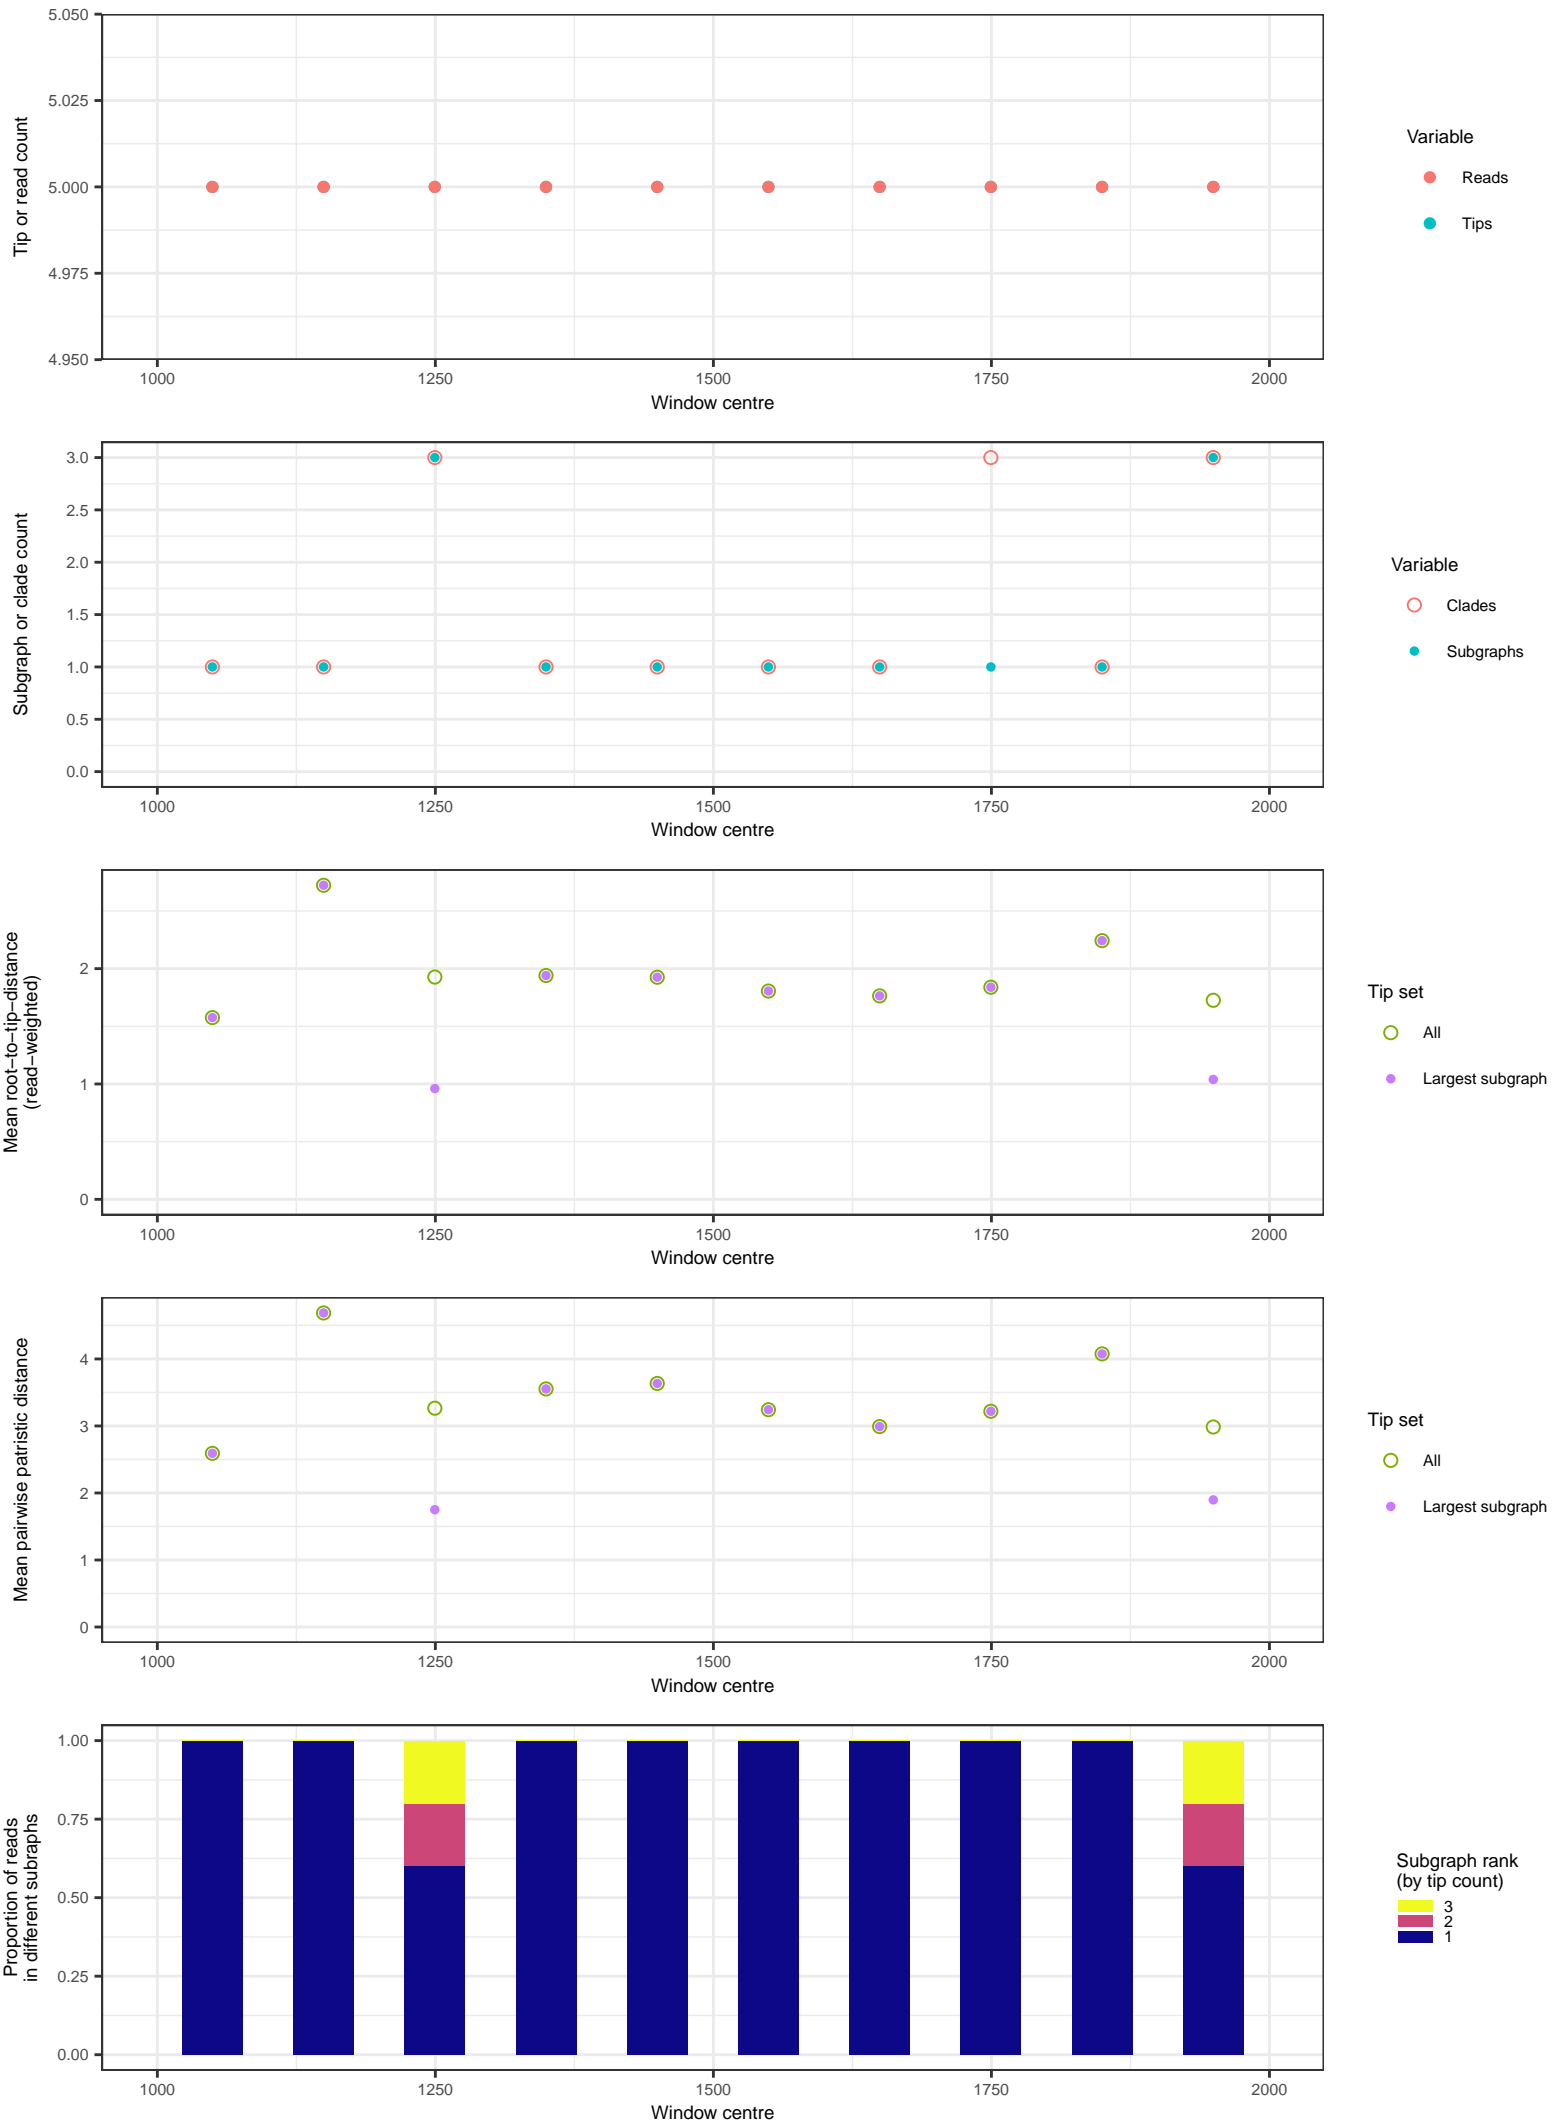 5.050
5.025
5.000
4.975
4.950
Tip or read count
1000 1250 1500 1750 2000
Window centre
Variable
Reads
Tips
3.0
2.5
2.0
1.5
1.0
0.5
0.0
Subgraph or clade count
1000 1250 1500 1750 2000
Window centre
Variable
Clades
Subgraphs
2
1
0
Mean root−to−tip−distance
(read−weighted)
1000 1250 1500 1750 2000
Window centre
Tip set
All
Largest subgraph
4
3
2
1
0
Mean pairwise patristic distance
1000 1250 1500 1750 2000
Window centre
Tip set
All
Largest subgraph
1.00
0.75
0.50
0.25
0.00
Proportion of reads
in different subraphs
1000 1250 1500 1750 2000
Window centre
Subgraph rank
(by tip count)
3
2
1